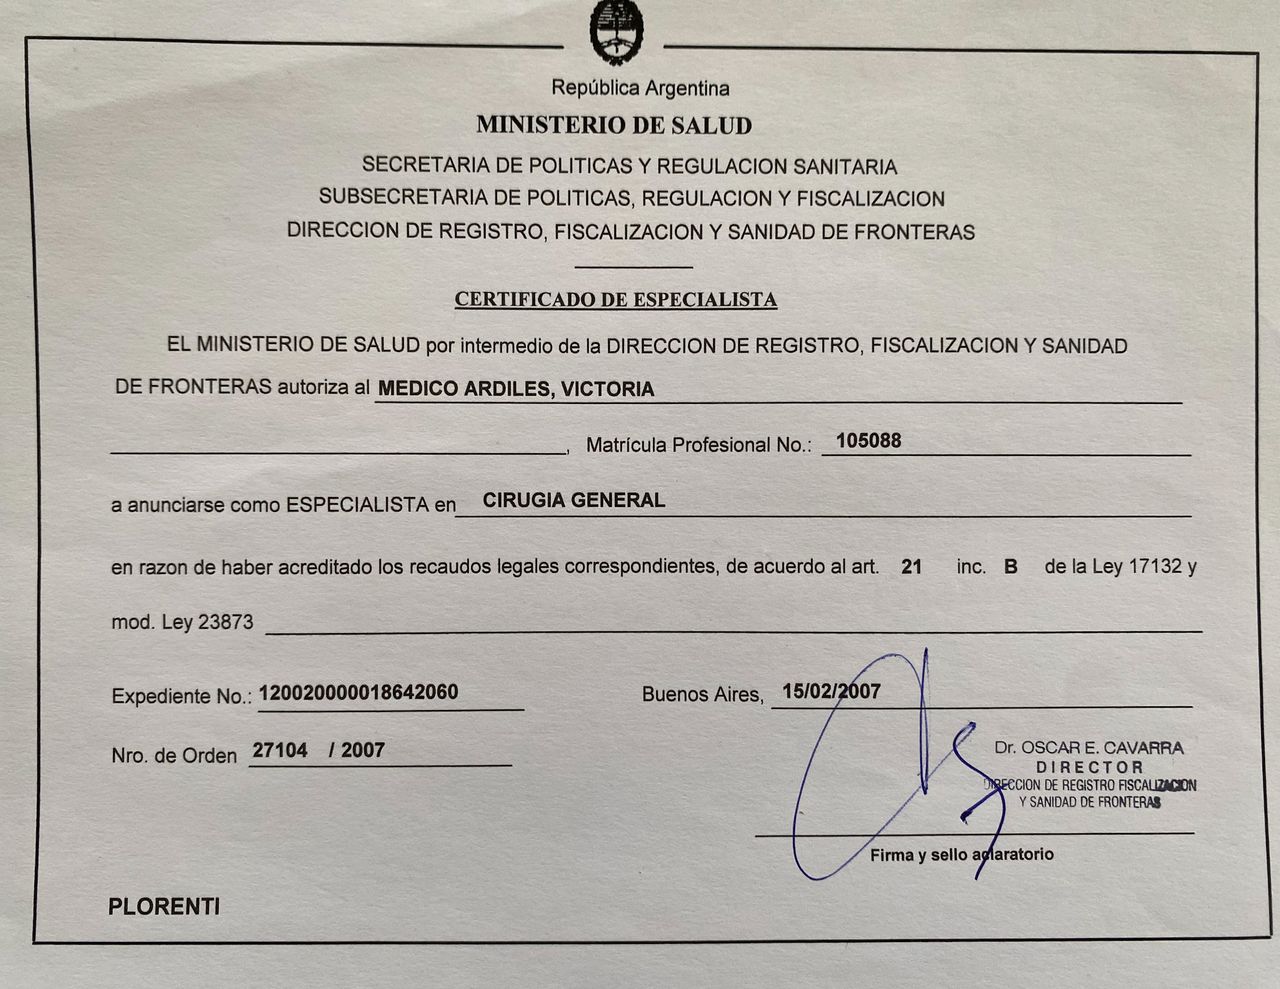 República Argentina
MINISTERIO DE SALUD
SECRETARIA DE POLITICAS Y REGULACION SANITARIA
SUBSECRETARIA DE POLITICAS, REGULACION Y FISCALIZACION
DIRECCION DE REGISTRO, FISCALIZACION Y SANIDAD DE FRONTERAS
CERTIFICADO DE ESPECIALISTA
EL MINISTERIO DE SALUD por intermedio de la DIRECCION DE REGISTRO, FISCALIZACION Y SANIDAD
DE FRONTERAS autoriza al MEDICO ARDILES, VICTORIA
, Matrícula Profesional No.: 105088
a anunciarse como ESPECIALISTA en CIRUGIA GENERAL
en razon de haber acreditado los recaudos legales correspondientes, de acuerdo al art. 21 inc. B de la Ley 17132 y
mod. Ley 23873
Expediente No.: 120020000018642060
Buenos Aires, 15/02/2007
Nro. de Orden 27104 / 2007
Dr. OSCAR E. CAVARRA
DIRECTOR
DIRECCION DE REGISTRO FISCALIZACION
Y SANIDAD DE FRONTERAS
Firma y sello aclaratorio
PLORENTI